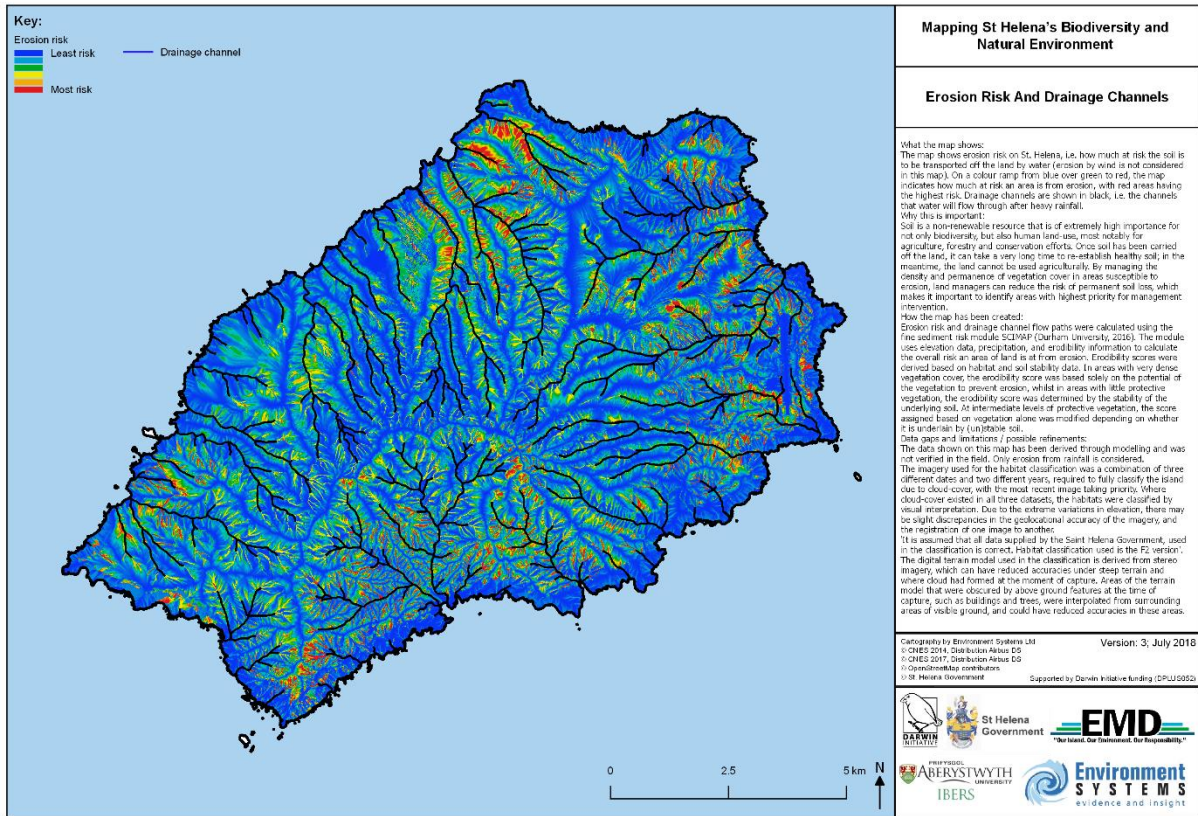 Key:
Erosion risk
Least risk
Drainage channel
Most risk
0
2.5
5 km
N
Mapping St Helena's Biodiversity and
Natural Environment
Erosion Risk And Drainage Channels
What the map shows:
The map shows erosion risk on St. Helena, i.e. how much at risk the soil is
to be transported off the land by water (erosion by wind is not considered
in this map). On a colour ramp from blue over green to red, the map
indicates how much at risk an area is from erosion, with red areas having
the highest risk. Drainage channels are shown in black, i.e. the channels
that water will flow through after heavy rainfall.
Why this is important:
Soil is a non-renewable resource that is of extremely high importance for
not only biodiversity, but also human land-use, most notably for
agriculture, forestry and conservation efforts. Once soil has been carried
off the land, it can take a very long time to re-establish healthy soil; in the
meantime, the land cannot be used agriculturally. By managing the
density and permanence of vegetation cover in areas susceptible to
erosion, land managers can reduce the risk of permanent soil loss, which
makes it important to identify areas with highest priority for management
intervention.
How the map has been created:
Erosion risk and drainage channel flow paths were calculated using the
fine sediment risk module SCIMAP (Durham University, 2016). The module
uses elevation data, precipitation, and erodibility information to calculate
the overall risk an area of land is at from erosion. Erodibility scores were
derived based on habitat and soil stability data. In areas with very dense
vegetation cover, the erodibility score was based solely on the potential of
the vegetation to prevent erosion, whilst in areas with little protective
vegetation, the erodibility score was determined by the stability of the
underlying soil. At intermediate levels of protective vegetation, the score
assigned based on vegetation alone was modified depending on whether
it is underlain by (un)stable soil.
Data gaps and limitations / possible refinements:
The data shown on this map has been derived through modelling and was
not verified in the field. Only erosion from rainfall is considered.
The imagery used for the habitat classification was a combination of three
different dates and two different years, required to fully classify the island
due to cloud-cover, with the most recent image taking priority. Where
cloud-cover existed in all three datasets, the habitats were classified by
visual interpretation. Due to the extreme variations in elevation, there may
be slight discrepancies in the geolocational accuracy of the imagery, and
the registration of one image to another.
'It is assumed that all data supplied by the Saint Helena Government, used
in the classification is correct. Habitat classification used is the F2 version'.
The digital terrain model used in the classification is derived from stereo
imagery, which can have reduced accuracies under steep terrain and
where cloud had formed at the moment of capture. Areas of the terrain
model that were obscured by above ground features at the time of
capture, such as buildings and trees, were interpolated from surrounding
areas of visible ground, and could have reduced accuracies in these areas.
Cartography by Environment Systems Ltd
© CNES 2014, Distribution Airbus DS
© CNES 2017, Distribution Airbus DS
© OpenStreetMap contributors
© St. Helena Government
Version: 3; July 2018
Supported by Darwin Initiative funding (DPLUS052)
DARWIN
INITIATIVE
St Helena
Government
EMD
"Our Island. Our Environment. Our Responsibility."
PRIFYSGOL
ABERYSTWYTH
UNIVERSITY
IBERS
Environment
SYSTEMS
evidence and insight